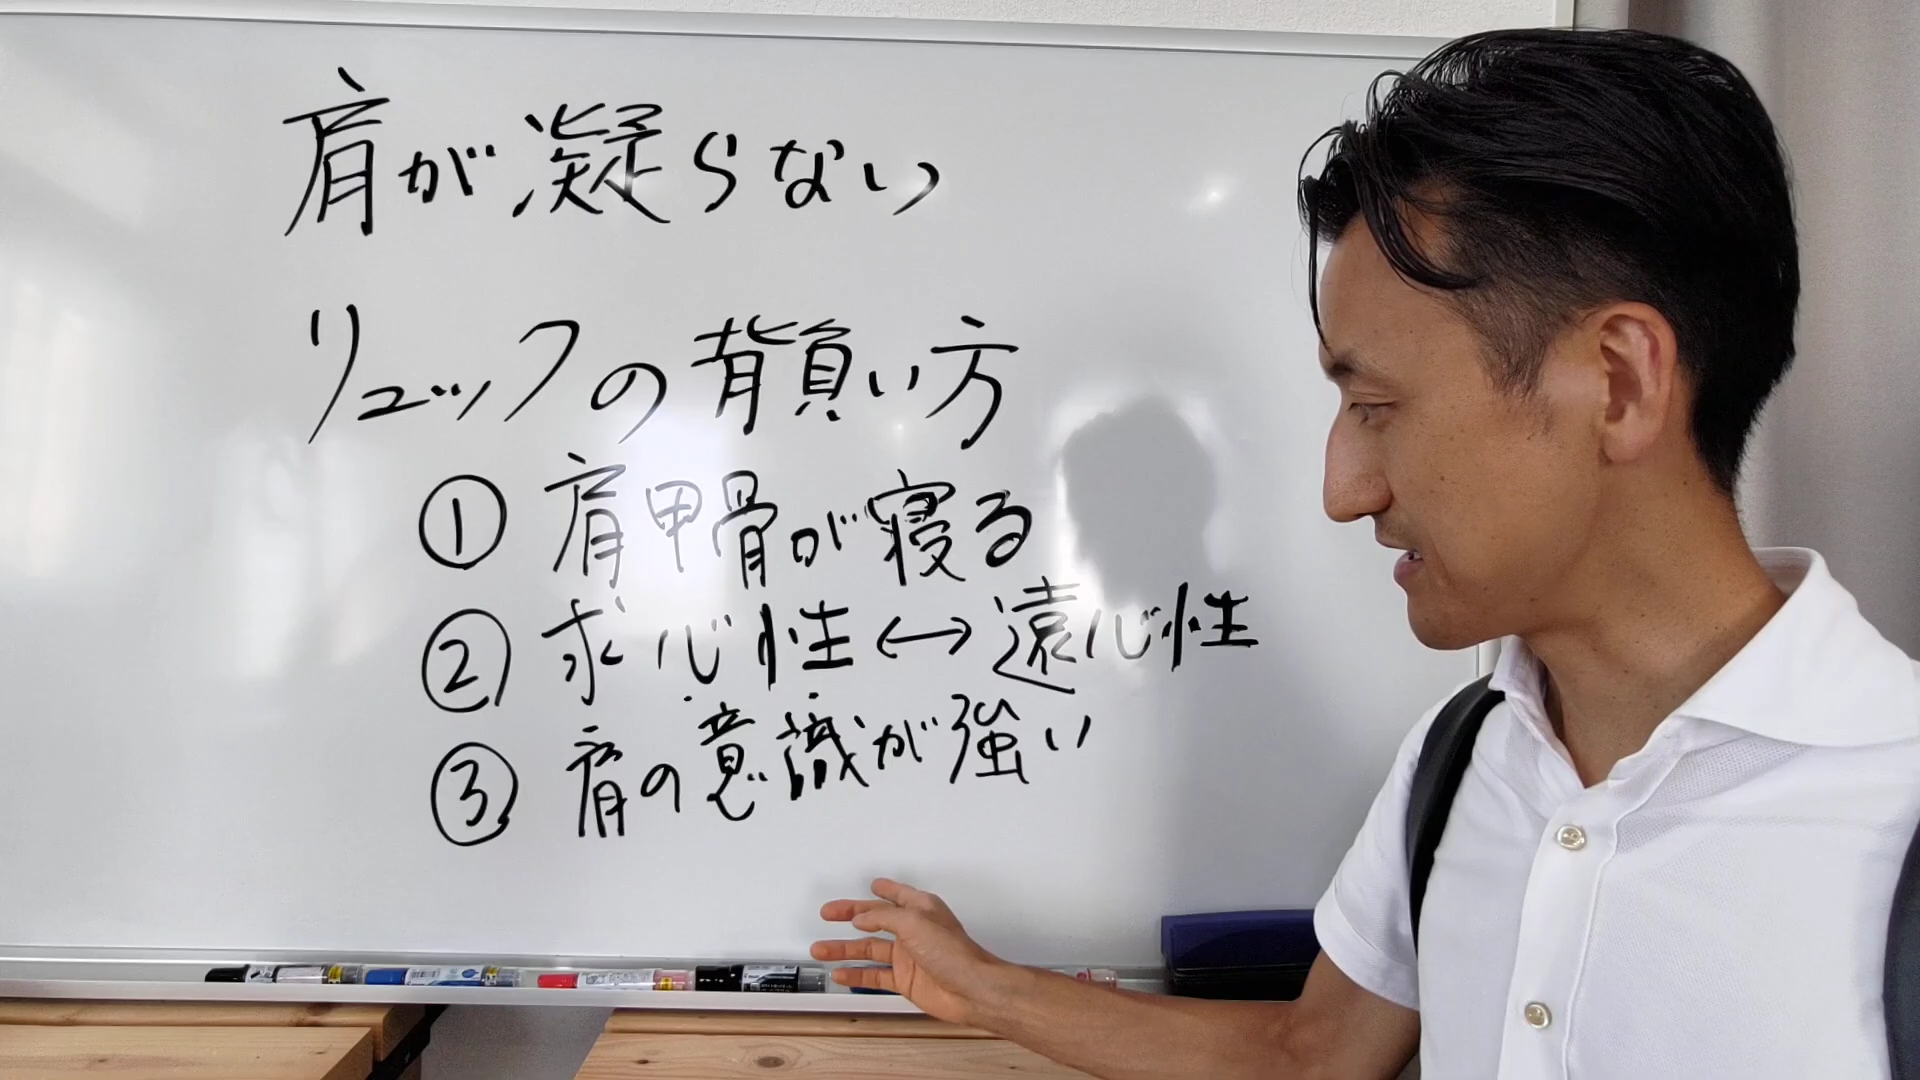 肩が凝らない
リュックの背負い方
① 肩甲骨が寝る
② 求心性↔遠心性
③ 肩の意識が強い